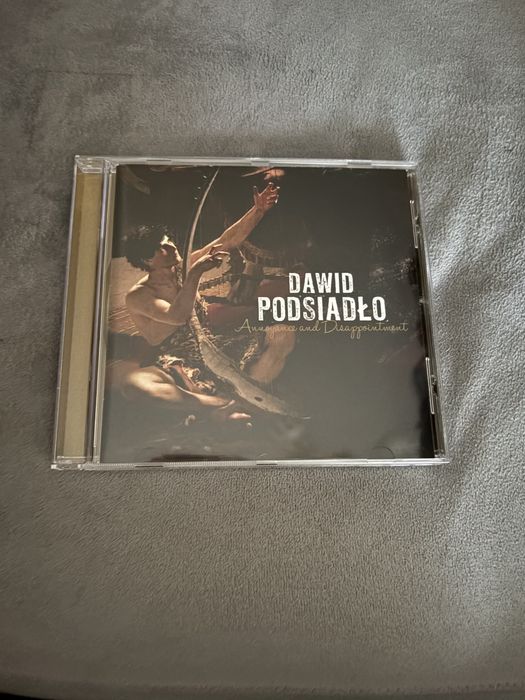 DAWID
PODSIADŁO
Annoyance and Disappointment